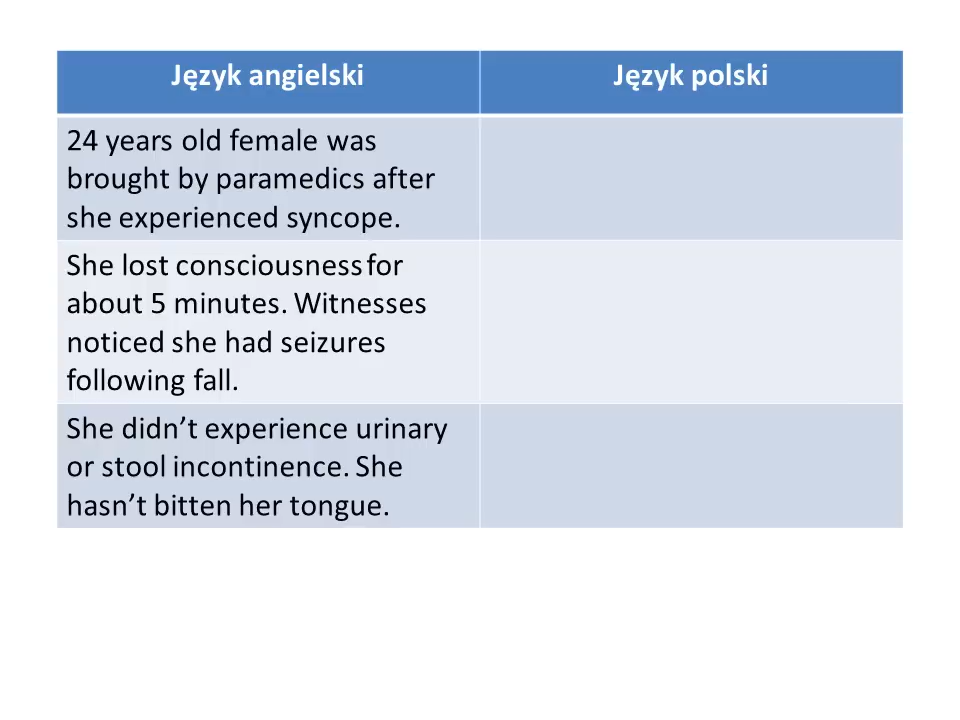 Język angielski
Język polski
24 years old female was
brought by paramedics after
she experienced syncope.
She lost consciousness for
about 5 minutes. Witnesses
noticed she had seizures
following fall.
She didn’t experience urinary
or stool incontinence. She
hasn’t bitten her tongue.